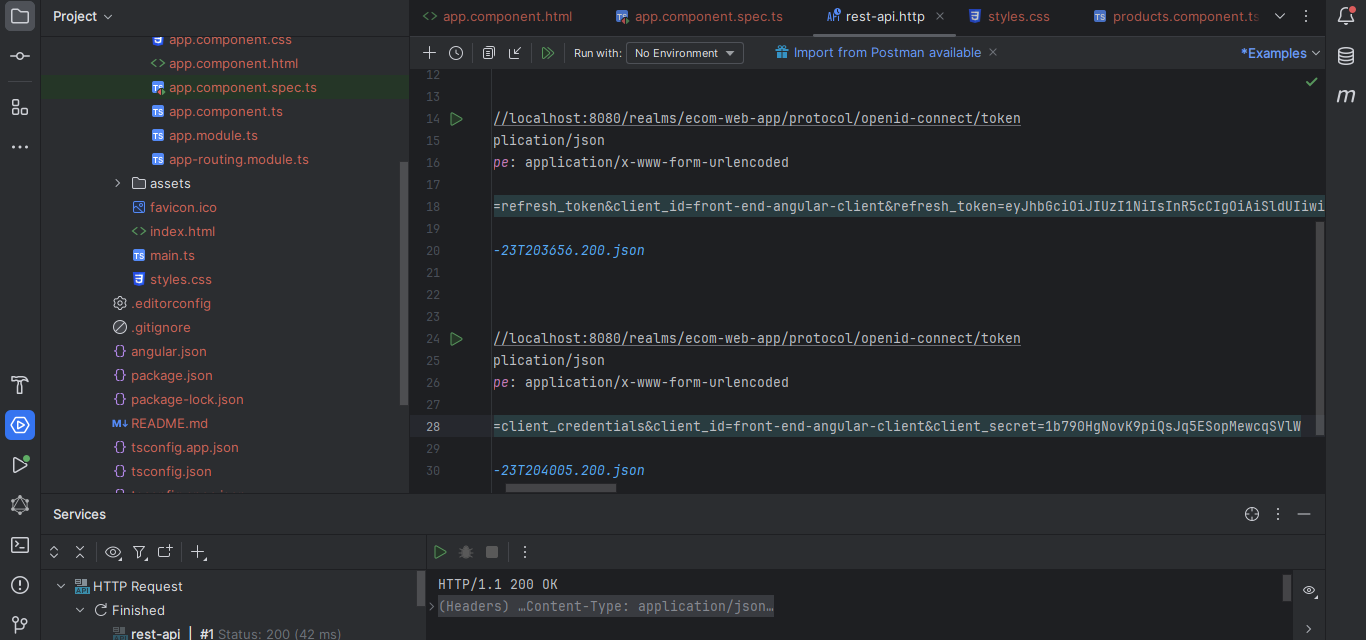 Project
app.component.html
app.component.spec.ts
rest-api.http
styles.css
products.component.ts
Run with:
No Environment
Import from Postman available
*Examples
app.component.css
app.component.html
app.component.spec.ts
app.component.ts
app.module.ts
app-routing.module.ts
assets
favicon.ico
index.html
main.ts
styles.css
.editorconfig
.gitignore
angular.json
package.json
package-lock.json
README.md
tsconfig.app.json
tsconfig.json
12
13
14 //localhost:8080/realms/ecom-web-app/protocol/openid-connect/token
15 plication/json
16 pe: application/x-www-form-urlencoded
17
18 =refresh_token&client_id=front-end-angular-client&refresh_token=eyJhbGciOiJIUzI1NiIsInR5cCIgOiAiSldUIiwi
19
20 -23T203656.200.json
21
22
23
24 //localhost:8080/realms/ecom-web-app/protocol/openid-connect/token
25 plication/json
26 pe: application/x-www-form-urlencoded
27
28 =client_credentials&client_id=front-end-angular-client&client_secret=1b790HgNovK9piQsJq5ESopMewcqSVlW
29
30 -23T204005.200.json
Services
HTTP Request
Finished
rest-api | #1 Status: 200 (42 ms)
HTTP/1.1 200 OK
(Headers) …Content-Type: application/json…